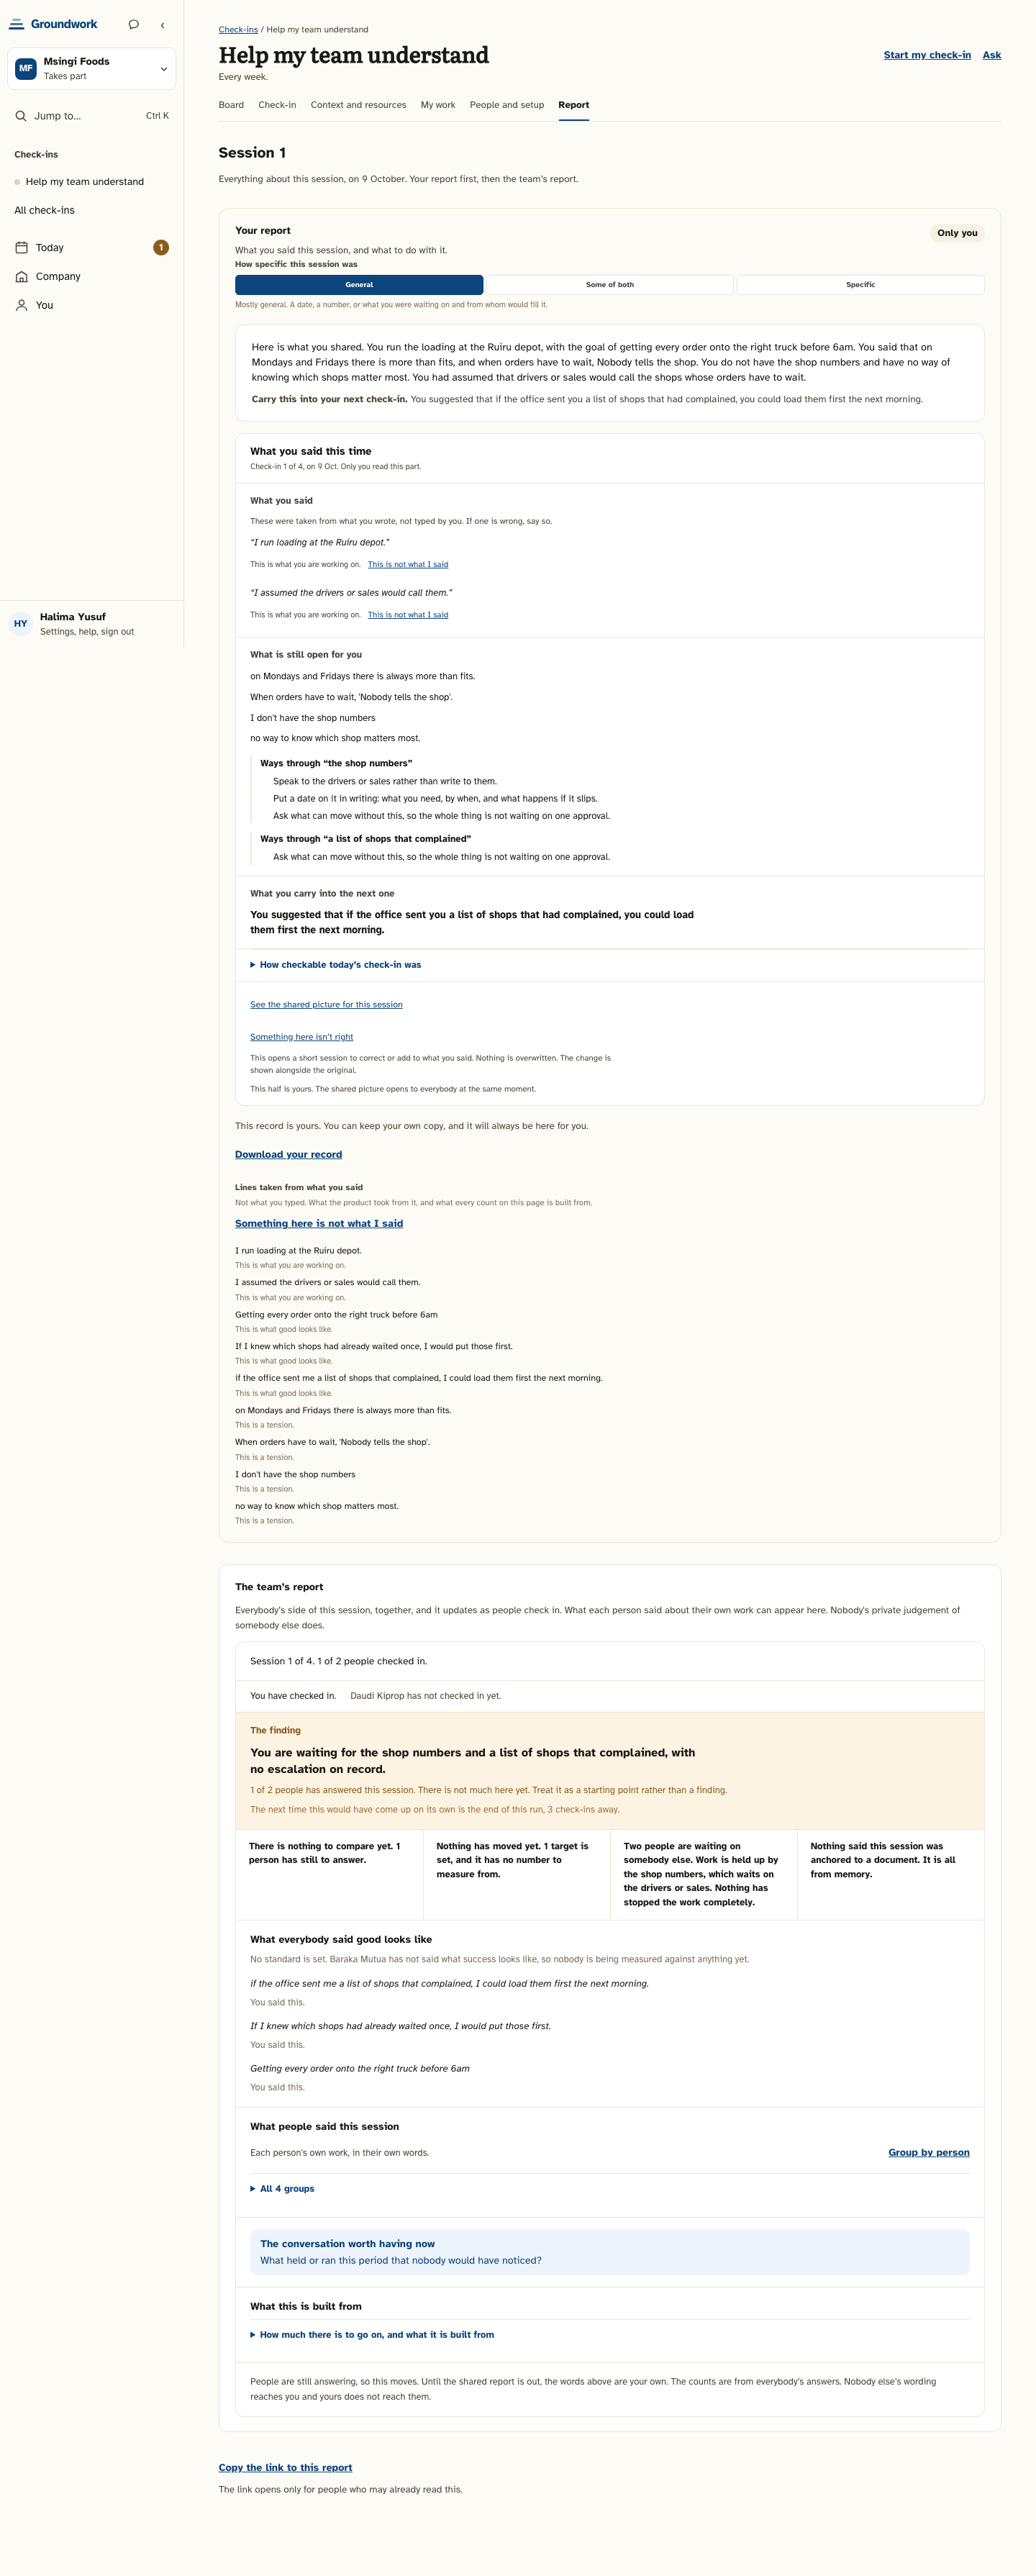 Groundwork
MF
Msingi Foods
Takes part
Jump to...
Ctrl K
Check-ins
Help my team understand
All check-ins
Today
1
Company
You
HY
Halima Yusuf
Settings, help, sign out
Check-ins / Help my team understand
Help my team understand
Start my check-in
Ask
Every week.
Board
Check-in
Context and resources
My work
People and setup
Report
Session 1
Everything about this session, on 9 October. Your report first, then the team's report.
Your report
Only you
What you said this session, and what to do with it.
How specific this session was
General
Some of both
Specific
Mostly general. A date, a number, or what you were waiting on and from whom would fill it.
Here is what you shared. You run the loading at the Ruiru depot, with the goal of getting every order onto the right truck before 6am. You said that on
Mondays and Fridays there is more than fits, and when orders have to wait, Nobody tells the shop. You do not have the shop numbers and have no way of
knowing which shops matter most. You had assumed that drivers or sales would call the shops whose orders have to wait.
Carry this into your next check-in. You suggested that if the office sent you a list of shops that had complained, you could load them first the next morning.
What you said this time
Check-in 1 of 4, on 9 Oct. Only you read this part.
What you said
These were taken from what you wrote, not typed by you. If one is wrong, say so.
“I run loading at the Ruiru depot.”
This is what you are working on. This is not what I said
“I assumed the drivers or sales would call them.”
This is what you are working on. This is not what I said
What is still open for you
on Mondays and Fridays there is always more than fits.
When orders have to wait, 'Nobody tells the shop'.
I don't have the shop numbers
no way to know which shop matters most.
Ways through “the shop numbers”
Speak to the drivers or sales rather than write to them.
Put a date on it in writing: what you need, by when, and what happens if it slips.
Ask what can move without this, so the whole thing is not waiting on one approval.
Ways through “a list of shops that complained”
Ask what can move without this, so the whole thing is not waiting on one approval.
What you carry into the next one
You suggested that if the office sent you a list of shops that had complained, you could load
them first the next morning.
How checkable today's check-in was
See the shared picture for this session
Something here isn't right
This opens a short session to correct or add to what you said. Nothing is overwritten. The change is
shown alongside the original.
This half is yours. The shared picture opens to everybody at the same moment.
This record is yours. You can keep your own copy, and it will always be here for you.
Download your record
Lines taken from what you said
Not what you typed. What the product took from it, and what every count on this page is built from.
Something here is not what I said
I run loading at the Ruiru depot.
This is what you are working on.
I assumed the drivers or sales would call them.
This is what you are working on.
Getting every order onto the right truck before 6am
This is what good looks like.
If I knew which shops had already waited once, I would put those first.
This is what good looks like.
if the office sent me a list of shops that complained, I could load them first the next morning.
This is what good looks like.
on Mondays and Fridays there is always more than fits.
This is a tension.
When orders have to wait, 'Nobody tells the shop'.
This is a tension.
I don't have the shop numbers
This is a tension.
no way to know which shop matters most.
This is a tension.
The team's report
Everybody's side of this session, together, and it updates as people check in. What each person said about their own work can appear here. Nobody's private judgement of
somebody else does.
Session 1 of 4. 1 of 2 people checked in.
You have checked in. Daudi Kiprop has not checked in yet.
The finding
You are waiting for the shop numbers and a list of shops that complained, with
no escalation on record.
1 of 2 people has answered this session. There is not much here yet. Treat it as a starting point rather than a finding.
The next time this would have come up on its own is the end of this run, 3 check-ins away.
There is nothing to compare yet. 1
person has still to answer.
Nothing has moved yet. 1 target is
set, and it has no number to
measure from.
Two people are waiting on
somebody else. Work is held up by
the shop numbers, which waits on
the drivers or sales. Nothing has
stopped the work completely.
Nothing said this session was
anchored to a document. It is all
from memory.
What everybody said good looks like
No standard is set. Baraka Mutua has not said what success looks like, so nobody is being measured against anything yet.
if the office sent me a list of shops that complained, I could load them first the next morning.
You said this.
If I knew which shops had already waited once, I would put those first.
You said this.
Getting every order onto the right truck before 6am
You said this.
What people said this session
Each person's own work, in their own words.
Group by person
All 4 groups
The conversation worth having now
What held or ran this period that nobody would have noticed?
What this is built from
How much there is to go on, and what it is built from
People are still answering, so this moves. Until the shared report is out, the words above are your own. The counts are from everybody's answers. Nobody else's wording
reaches you and yours does not reach them.
Copy the link to this report
The link opens only for people who may already read this.